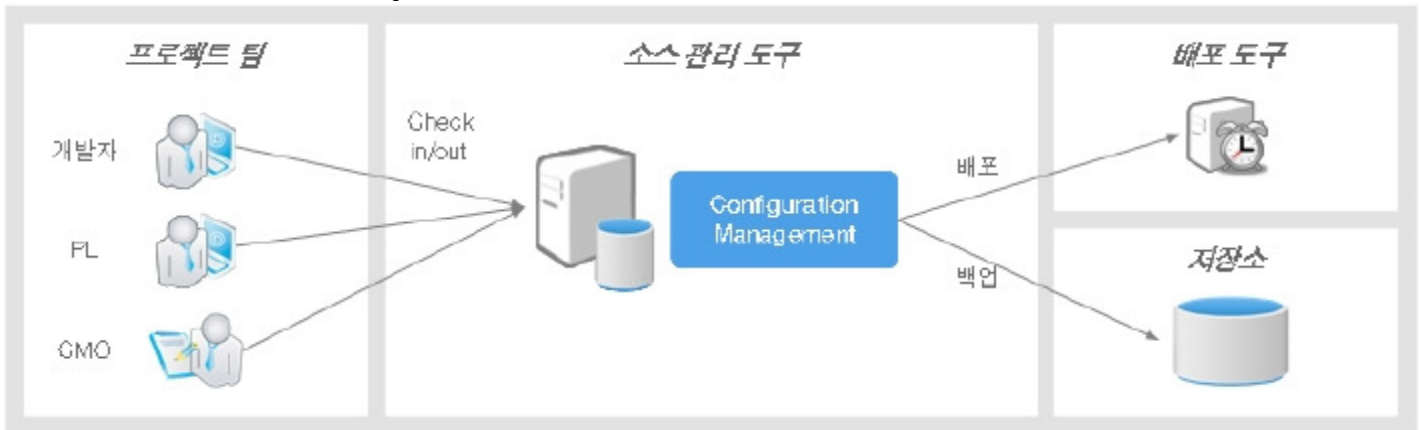 프로젝트 팀
개발자
PL
CMO
소스 관리 도구
Check
in/out
Configuration
Management
배포
백업
배포 도구
저장소